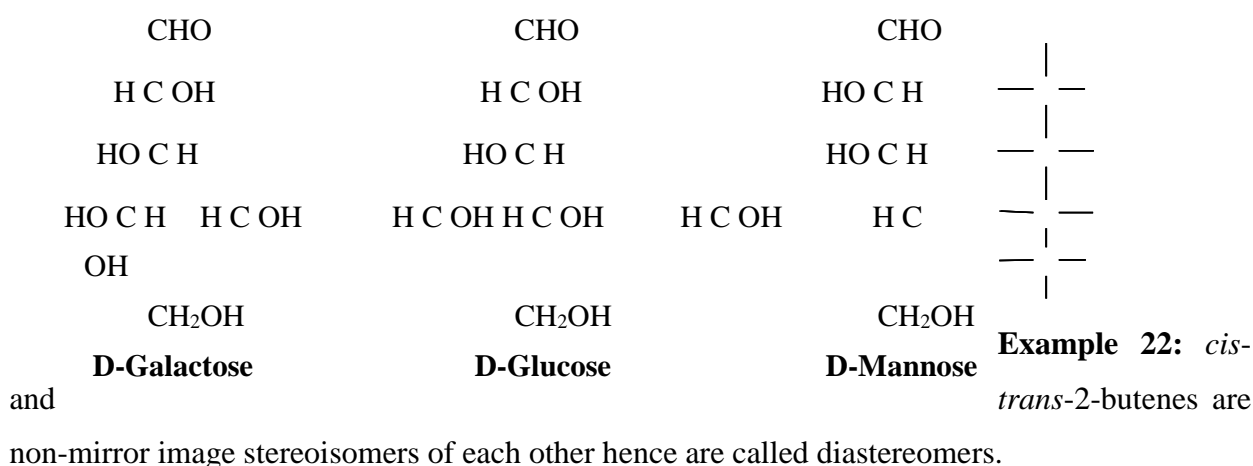 CHO CHO CHO
H C OH H C OH HO C H
HO C H HO C H HO C H
HO C H H C OH H C OH H C OH H C OH H C
OH
CH₂OH CH₂OH CH₂OH
D-Galactose D-Glucose D-Mannose
Example 22: cis-
and trans-2-butenes are
non-mirror image stereoisomers of each other hence are called diastereomers.